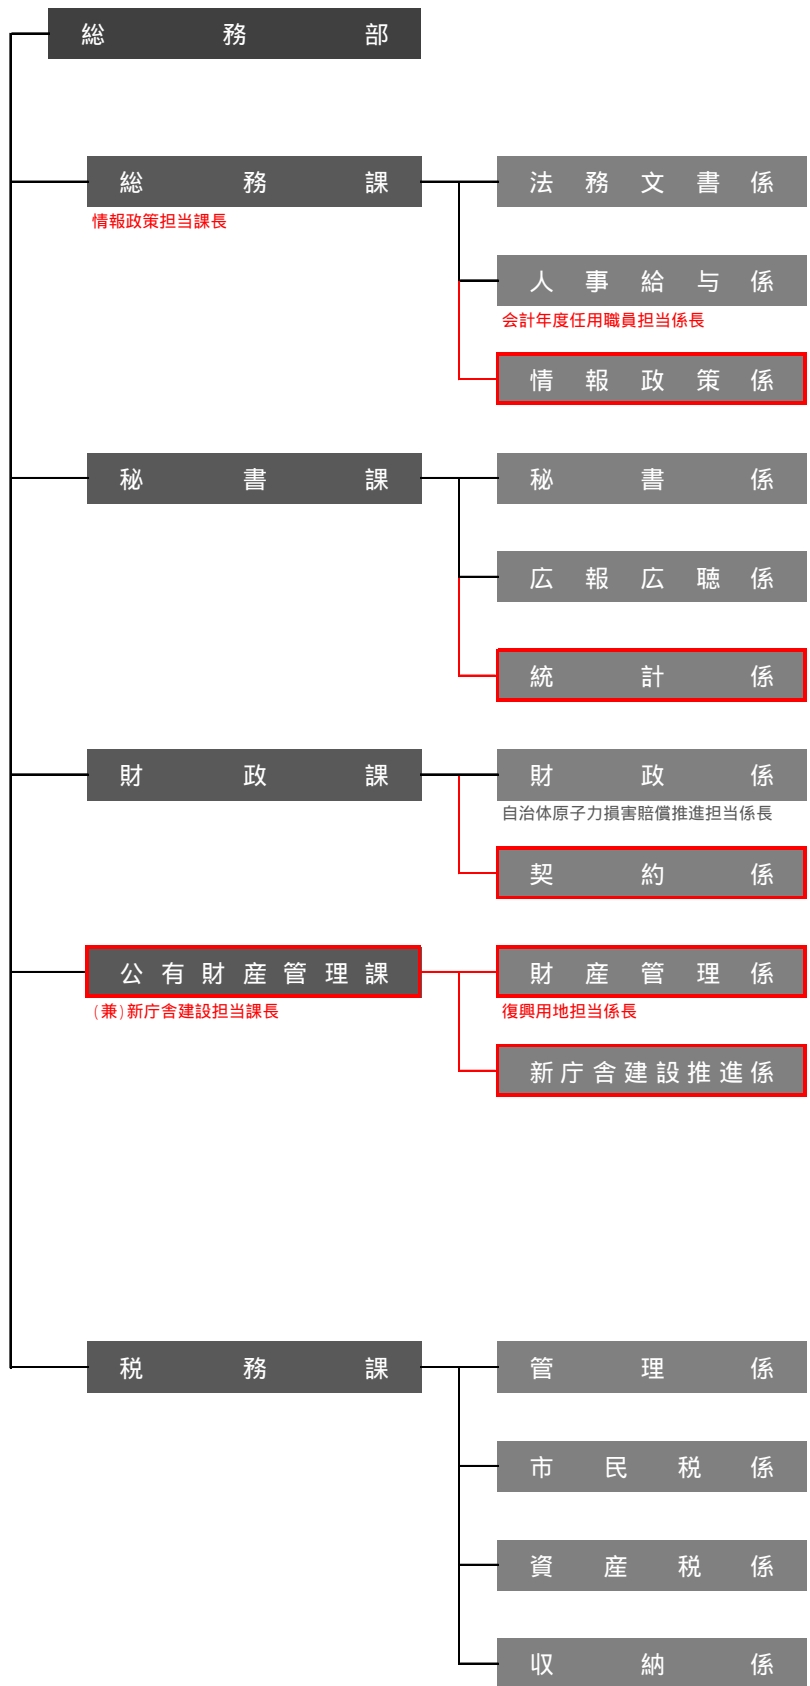 総務部
総務課
法務文書係
情報政策担当課長
人事給与係
会計年度任用職員担当係長
情報政策係
秘書課
秘書係
広報広聴係
統計係
財政課
財政係
自治体原子力損害賠償推進担当係長
契約係
公有財産管理課
財産管理係
(兼)新庁舎建設担当課長
復興用地担当係長
新庁舎建設推進係
税務課
管理係
市民税係
資産税係
収納係